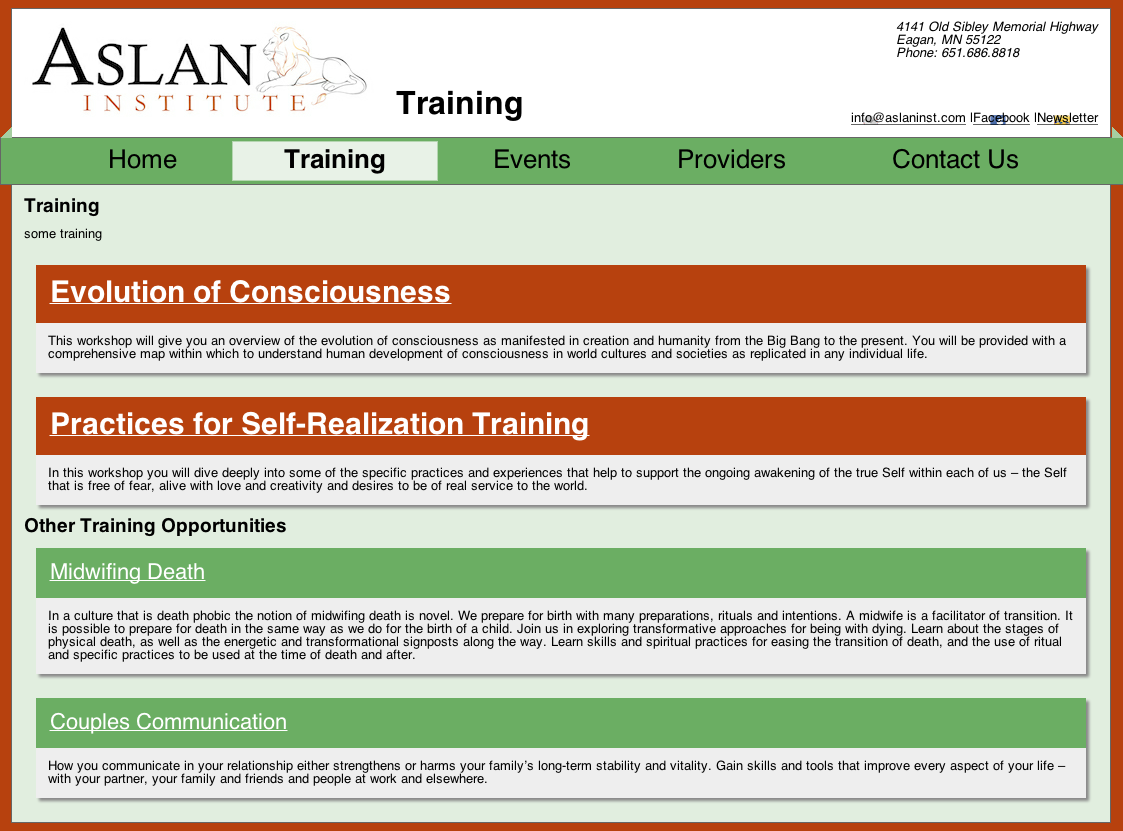 ASLAN
INSTITUTE
Training
4141 Old Sibley Memorial Highway
Eagan, MN 55122
Phone: 651.686.8818
info@aslaninst.com |Facebook |Newsletter
Home Training Events Providers Contact Us
Training
some training
Evolution of Consciousness
This workshop will give you an overview of the evolution of consciousness as manifested in creation and humanity from the Big Bang to the present. You will be provided with a
comprehensive map within which to understand human development of consciousness in world cultures and societies as replicated in any individual life.
Practices for Self-Realization Training
In this workshop you will dive deeply into some of the specific practices and experiences that help to support the ongoing awakening of the true Self within each of us – the Self
that is free of fear, alive with love and creativity and desires to be of real service to the world.
Other Training Opportunities
Midwifing Death
In a culture that is death phobic the notion of midwifing death is novel. We prepare for birth with many preparations, rituals and intentions. A midwife is a facilitator of transition. It
is possible to prepare for death in the same way as we do for the birth of a child. Join us in exploring transformative approaches for being with dying. Learn about the stages of
physical death, as well as the energetic and transformational signposts along the way. Learn skills and spiritual practices for easing the transition of death, and the use of ritual
and specific practices to be used at the time of death and after.
Couples Communication
How you communicate in your relationship either strengthens or harms your family’s long-term stability and vitality. Gain skills and tools that improve every aspect of your life –
with your partner, your family and friends and people at work and elsewhere.